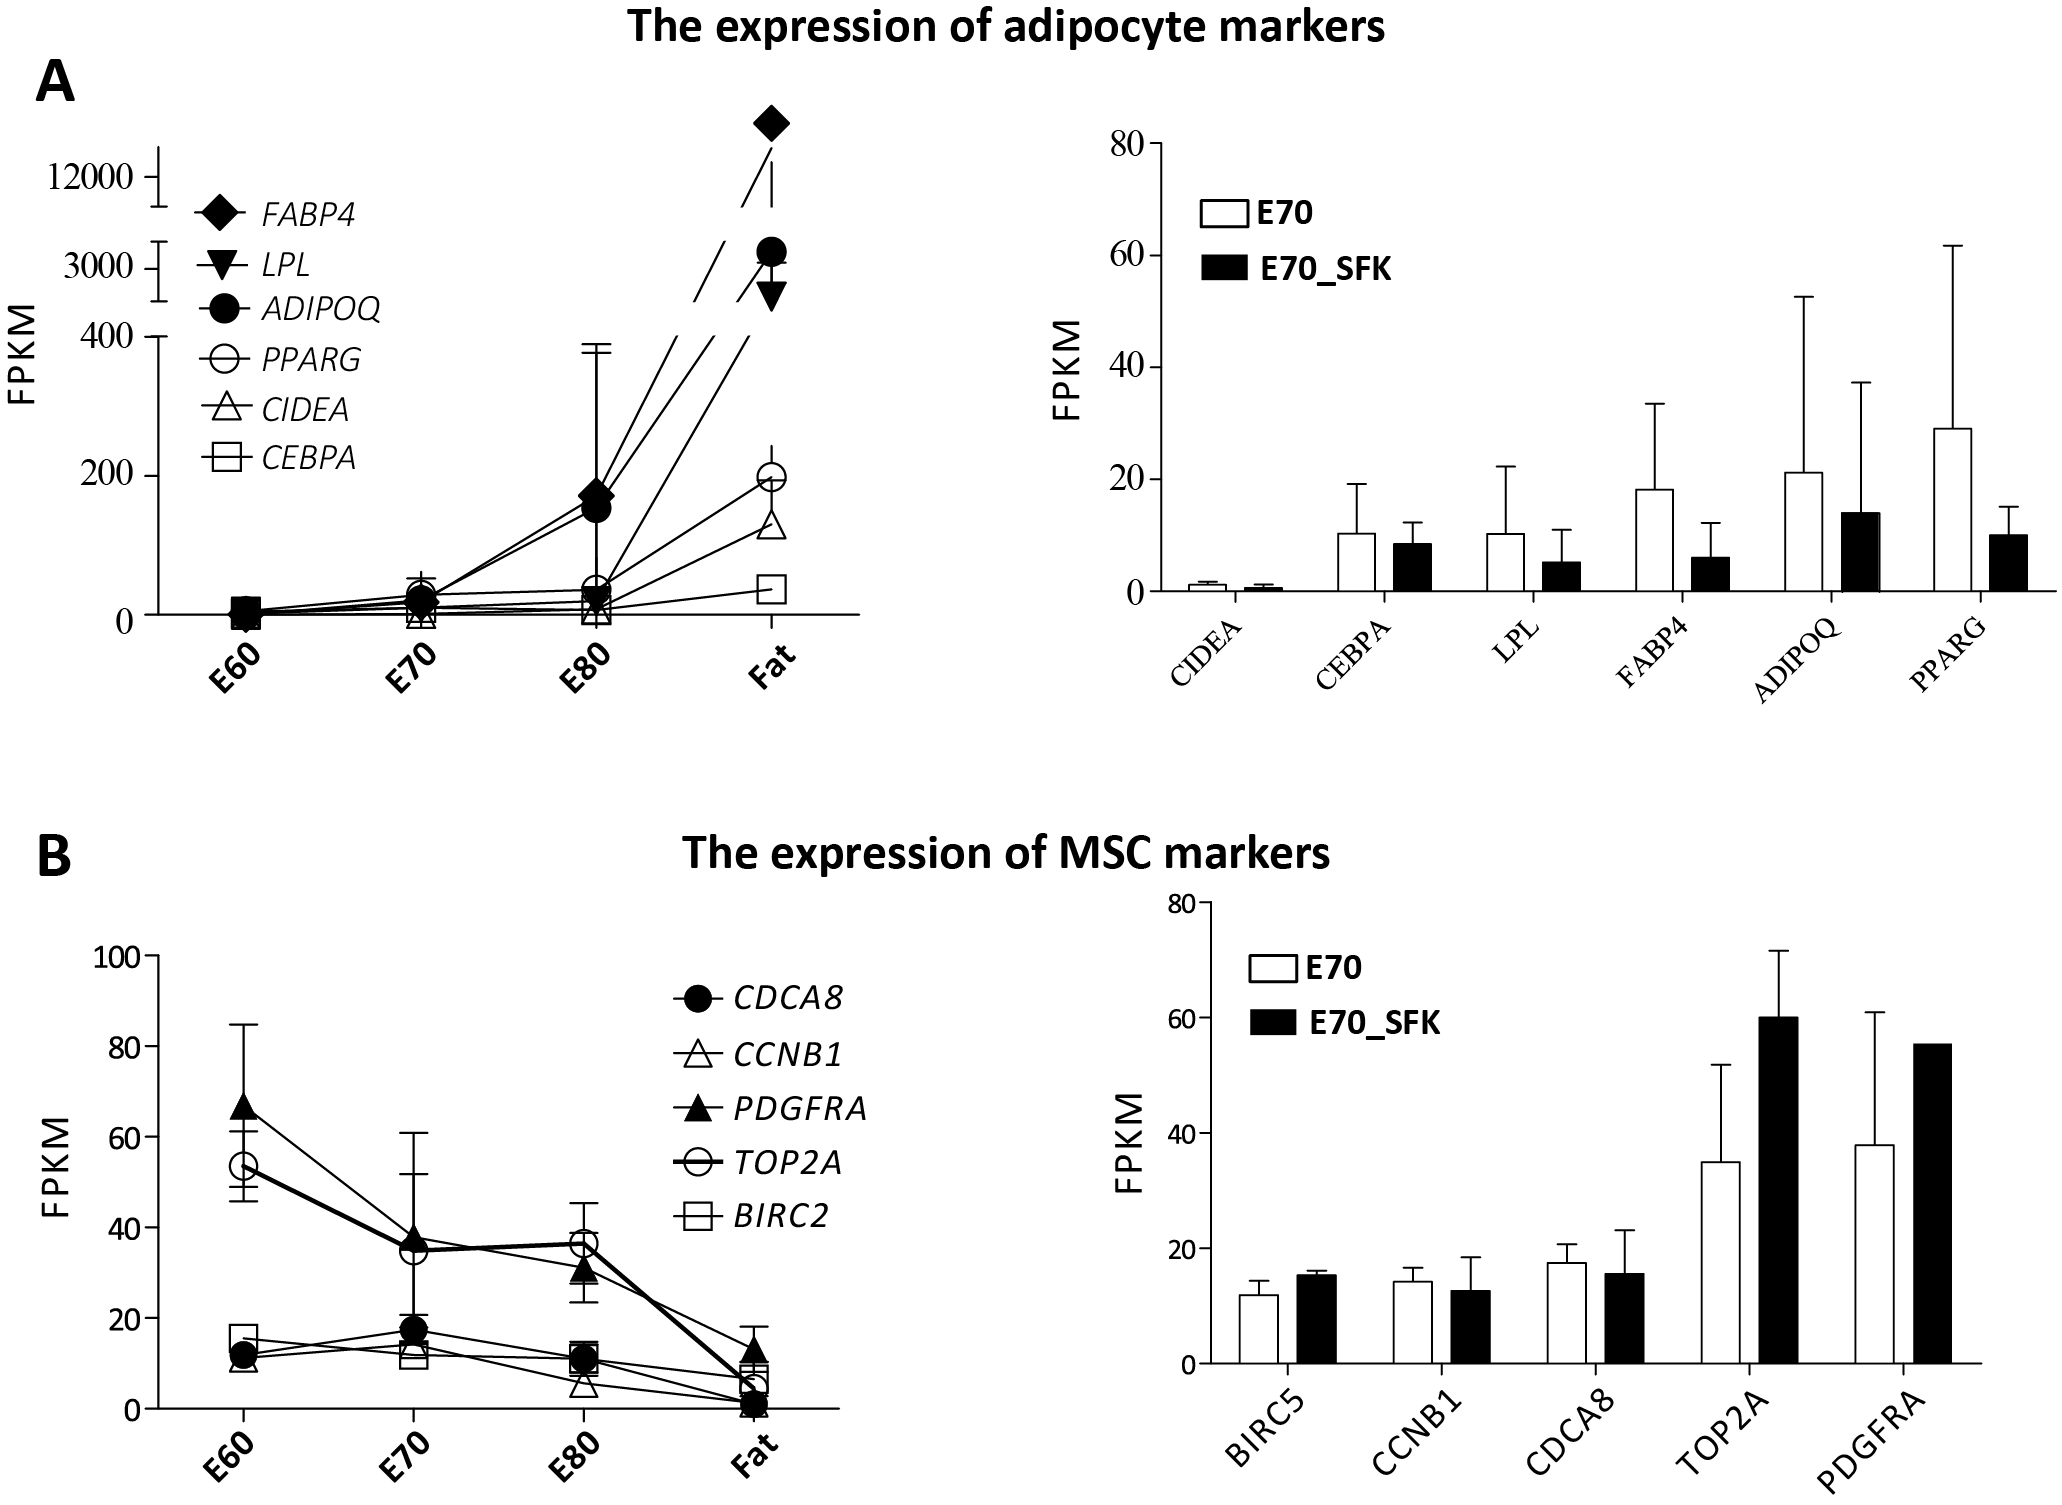 The expression of adipocyte markers
A
FPKM
12000
3000
400
200
0
FABP4
LPL
ADIPOQ
PPARG
CIDEA
CEBPA
E60
E70
E80
Fat
FPKM
80
60
40
20
0
E70
E70_SFK
CIDEA
CEBPA
LPL
FABP4
ADIPOQ
PPARG
B
The expression of MSC markers
FPKM
100
80
60
40
20
0
CDCA8
CCNB1
PDGFRA
TOP2A
BIRC2
E60
E70
E80
Fat
FPKM
80
60
40
20
0
E70
E70_SFK
BIRC5
CCNB1
CDCA8
TOP2A
PDGFRA